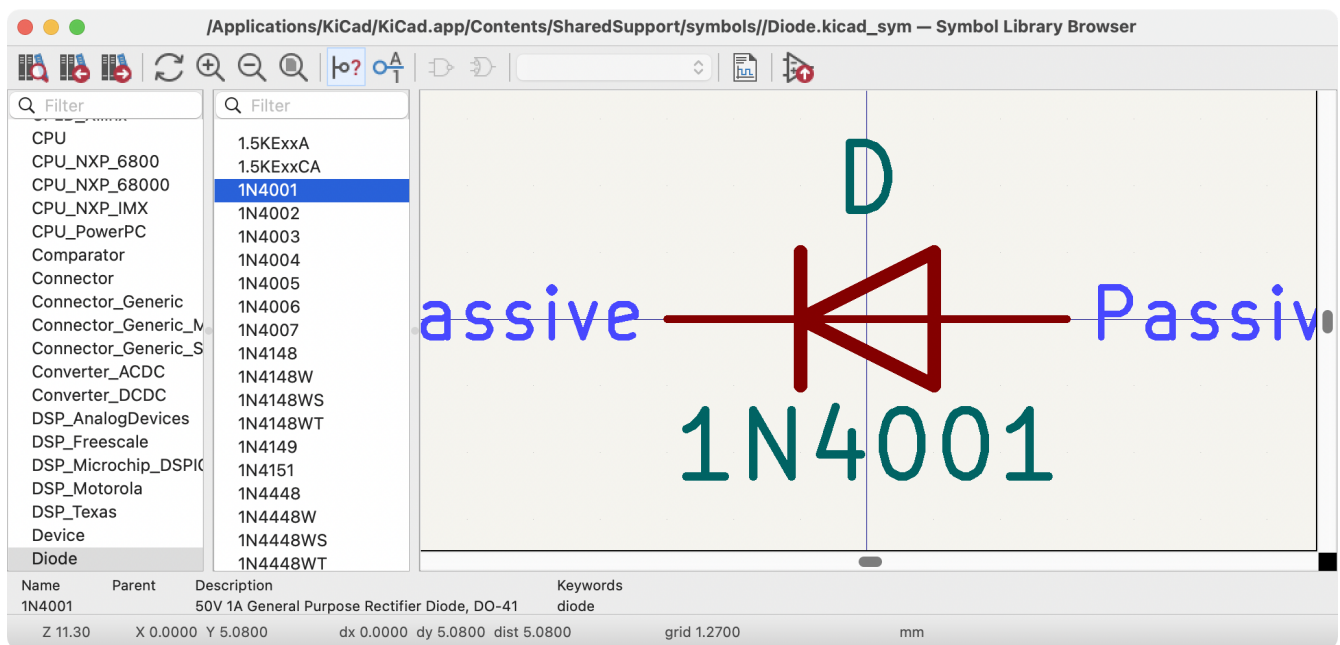 /Applications/KiCad/KiCad.app/Contents/SharedSupport/symbols//Diode.kicad_sym — Symbol Library Browser
Filter
CPU
CPU_NXP_6800
CPU_NXP_68000
CPU_NXP_IMX
CPU_PowerPC
Comparator
Connector
Connector_Generic
Connector_Generic_M
Connector_Generic_S
Converter_ACDC
Converter_DCDC
DSP_AnalogDevices
DSP_Freescale
DSP_Microchip_DSPIC
DSP_Motorola
DSP_Texas
Device
Diode
Filter
1.5KExxA
1.5KExxCA
1N4001
1N4002
1N4003
1N4004
1N4005
1N4006
1N4007
1N4148
1N4148W
1N4148WS
1N4148WT
1N4149
1N4151
1N4448
1N4448W
1N4448WS
1N4448WT
D
assive Passiv
1N4001
Name Parent Description Keywords
1N4001 50V 1A General Purpose Rectifier Diode, DO-41 diode
Z 11.30 X 0.0000 Y 5.0800 dx 0.0000 dy 5.0800 dist 5.0800 grid 1.2700 mm